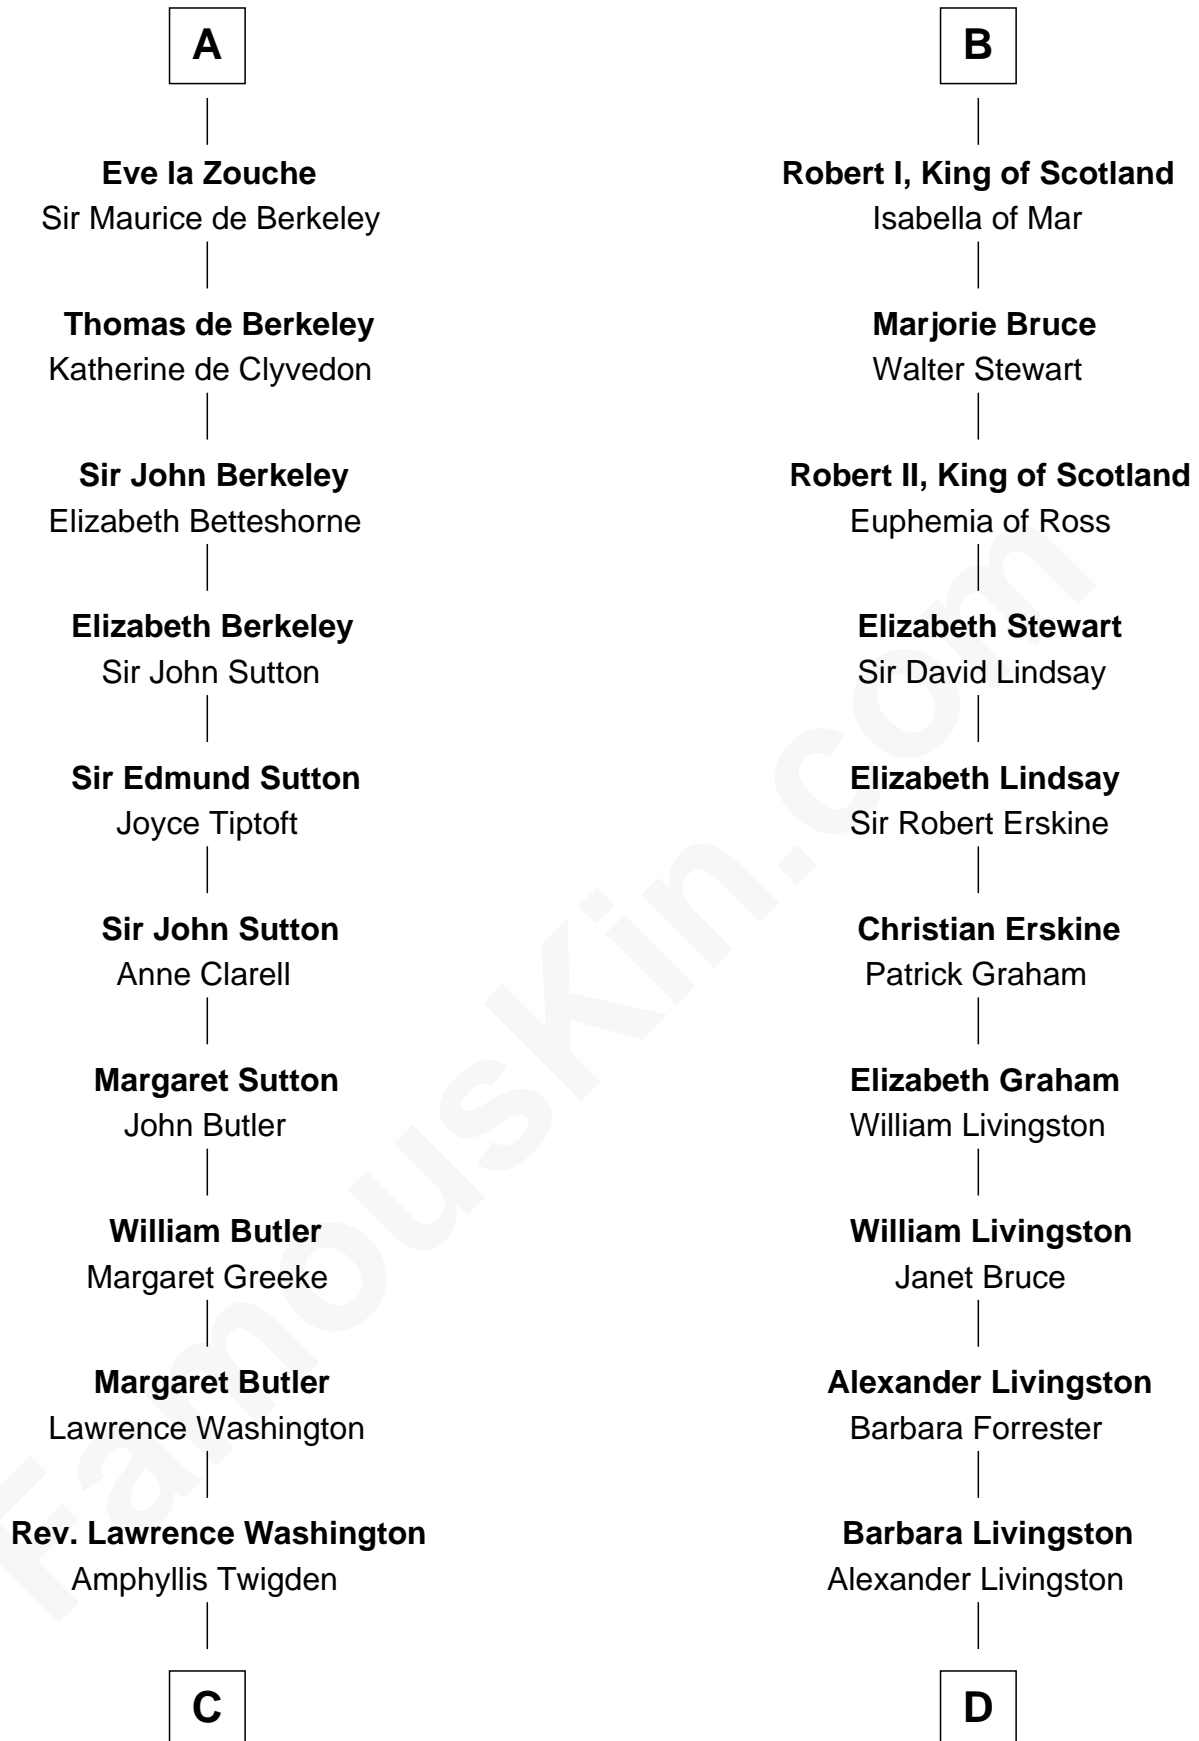 A
Eve la Zouche
Sir Maurice de Berkeley
Thomas de Berkeley
Katherine de Clyvedon
Sir John Berkeley
Elizabeth Betteshorne
Elizabeth Berkeley
Sir John Sutton
Sir Edmund Sutton
Joyce Tiptoft
Sir John Sutton
Anne Clarell
Margaret Sutton
John Butler
William Butler
Margaret Greeke
Margaret Butler
Lawrence Washington
Rev. Lawrence Washington
Amphyllis Twigden
C
B
Robert I, King of Scotland
Isabella of Mar
Marjorie Bruce
Walter Stewart
Robert II, King of Scotland
Euphemia of Ross
Elizabeth Stewart
Sir David Lindsay
Elizabeth Lindsay
Sir Robert Erskine
Christian Erskine
Patrick Graham
Elizabeth Graham
William Livingston
William Livingston
Janet Bruce
Alexander Livingston
Barbara Forrester
Barbara Livingston
Alexander Livingston
D
FamousKin.com